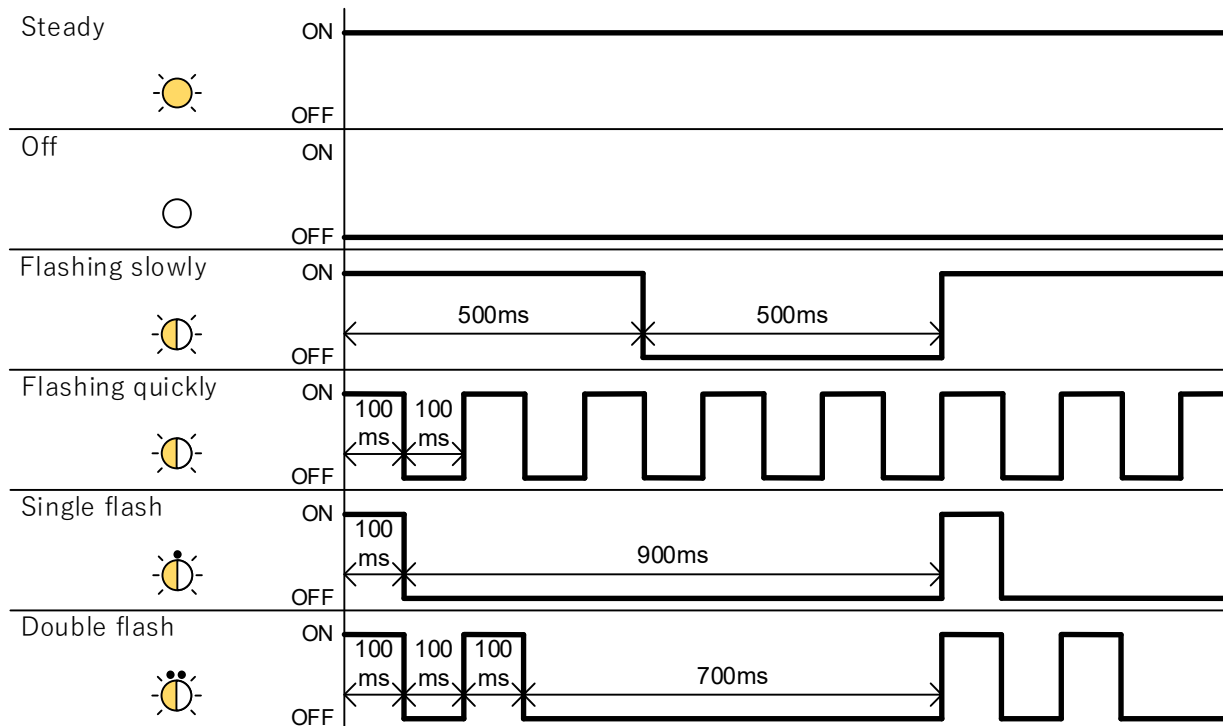 Steady
ON
OFF
Off
ON
OFF
Flashing slowly
ON
500ms
500ms
OFF
Flashing quickly
ON
100
ms
100
ms
OFF
Single flash
ON
100
ms
900ms
OFF
Double flash
ON
100
ms
100
ms
100
ms
700ms
OFF